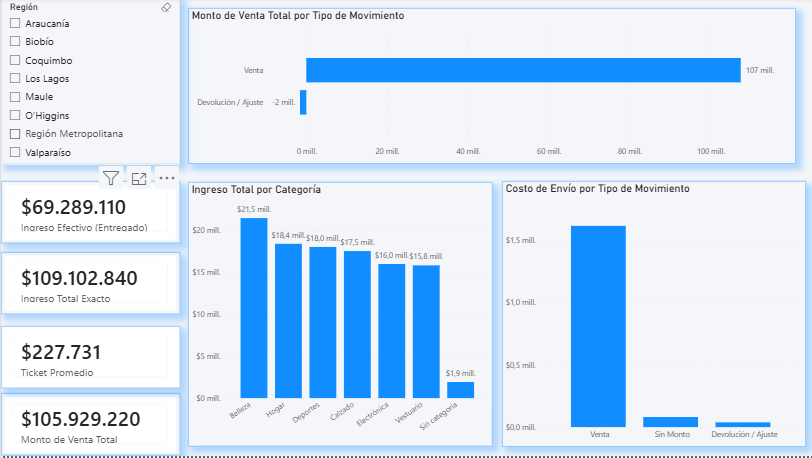 Región
Araucanía
Biobío
Coquimbo
Los Lagos
Maule
O'Higgins
Región Metropolitana
Valparaíso
$69.289.110
Ingreso Efectivo (Entregado)
$109.102.840
Ingreso Total Exacto
$227.731
Ticket Promedio
$105.929.220
Monto de Venta Total
Monto de Venta Total por Tipo de Movimiento
Venta
107 mill.
Devolución / Ajuste
-2 mill.
0 mill.
20 mill.
40 mill.
60 mill.
80 mill.
100 mill.
Ingreso Total por Categoría
$20 mill.
$15 mill.
$10 mill.
$5 mill.
$0 mill.
$21,5 mill.
$18,4 mill.
$18,0 mill.
$17,5 mill.
$16,0 mill.
$15,8 mill.
$1,9 mill.
Belleza
Hogar
Deportes
Calzado
Electrónica
Vestuario
Sin categoria
Costo de Envío por Tipo de Movimiento
$1,5 mill.
$1,0 mill.
$0,5 mill.
$0,0 mill.
Venta
Sin Monto
Devolución / Ajuste